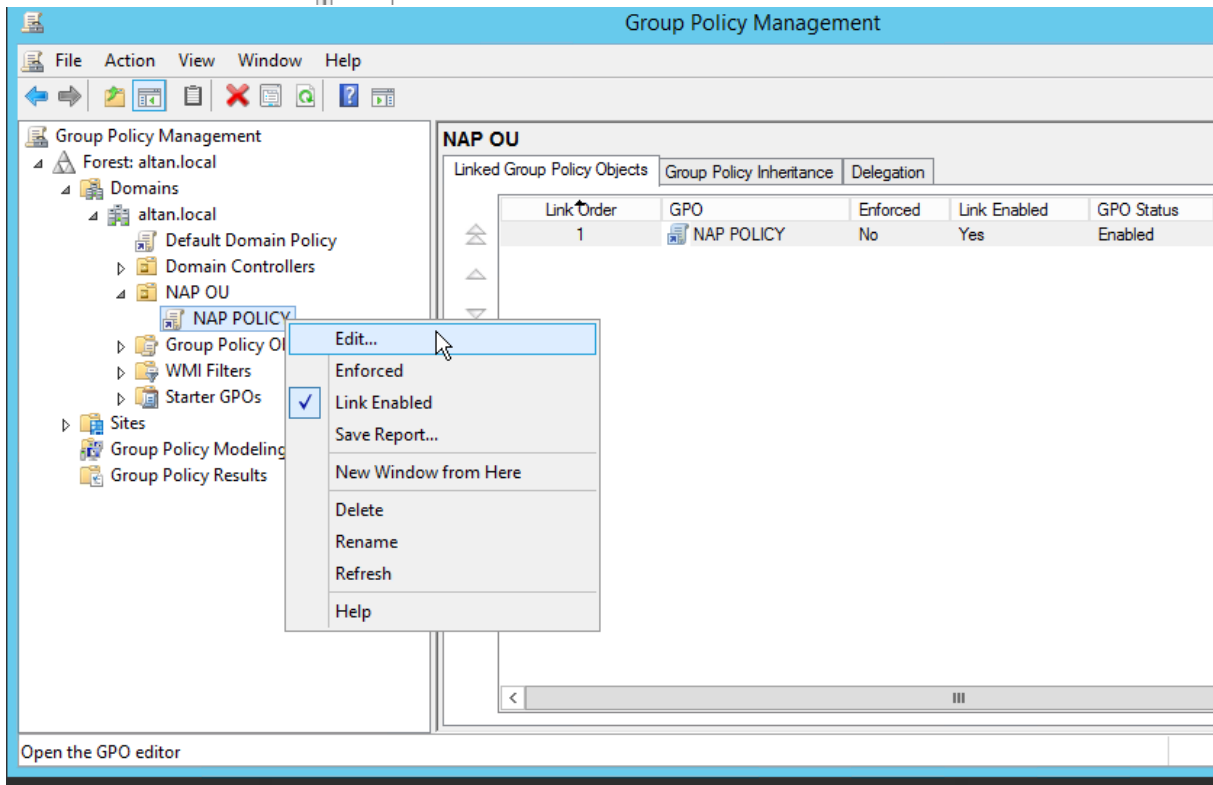 Group Policy Management
File Action View Window Help
Group Policy Management
Forest: altan.local
Domains
altan.local
Default Domain Policy
Domain Controllers
NAP OU
NAP POLICY
Group Policy Ol
WMI Filters
Starter GPOs
Sites
Group Policy Modeling
Group Policy Results
Edit...
Enforced
Link Enabled
Save Report...
New Window from Here
Delete
Rename
Refresh
Help
NAP OU
Linked Group Policy Objects Group Policy Inheritance Delegation
Link Order GPO Enforced Link Enabled GPO Status
1 NAP POLICY No Yes Enabled
Open the GPO editor